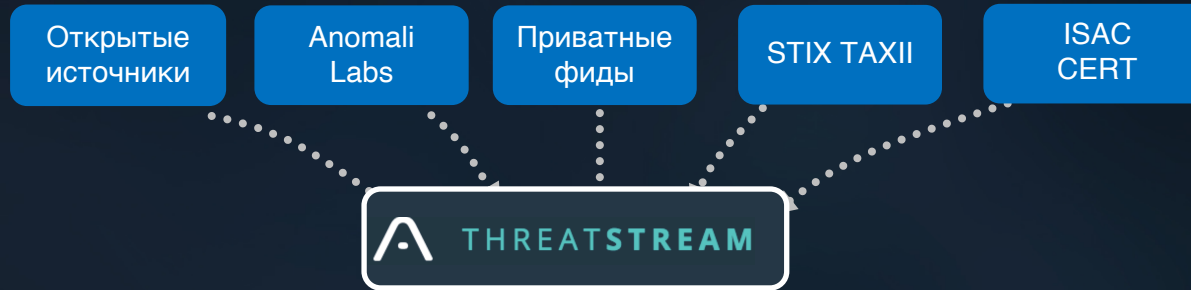 Открытые
источники
Anomali
Labs
Приватные
фиды
STIX TAXII
ISAC
CERT
THREATSTREAM